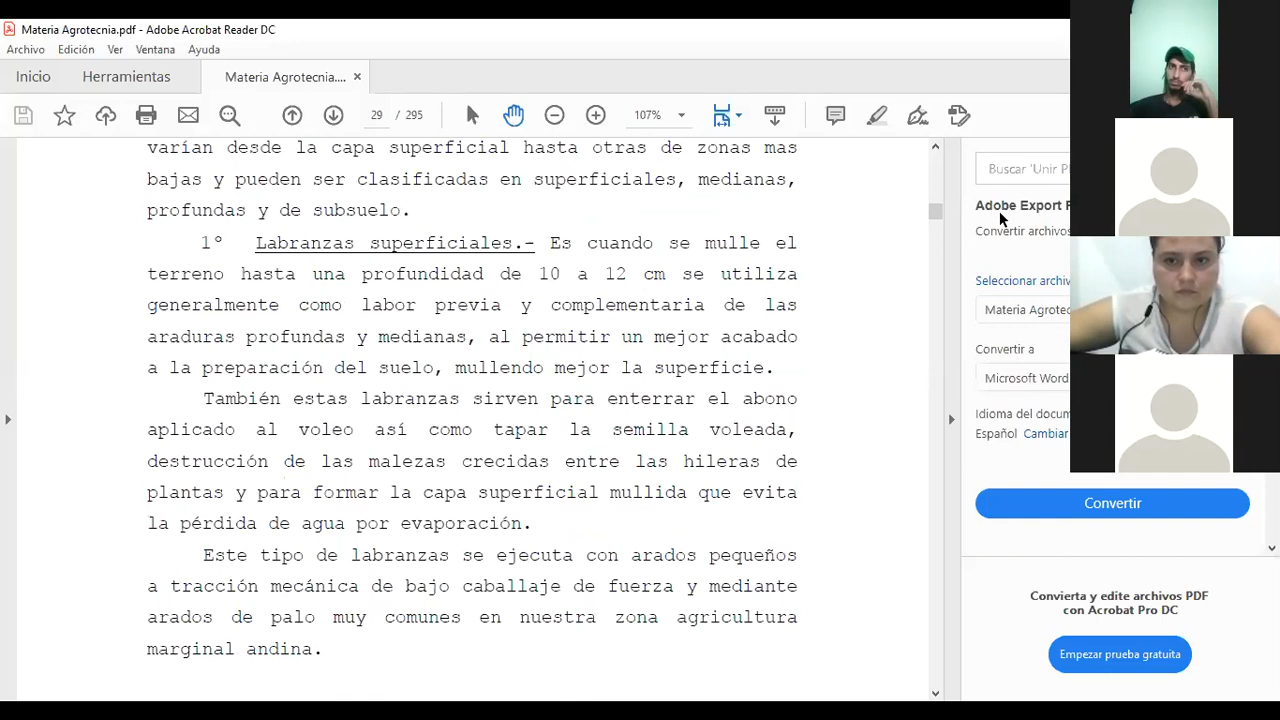 Materia Agrotecnia.pdf - Adobe Acrobat Reader DC
Archivo Edición Ver Ventana Ayuda
Inicio Herramientas Materia Agrotecnia.... ×
29 / 295 107%
varían desde la capa superficial hasta otras de zonas mas
bajas y pueden ser clasificadas en superficiales, medianas,
profundas y de subsuelo.
1° Labranzas superficiales.- Es cuando se mulle el
terreno hasta una profundidad de 10 a 12 cm se utiliza
generalmente como labor previa y complementaria de las
araduras profundas y medianas, al permitir un mejor acabado
a la preparación del suelo, mullendo mejor la superficie.
También estas labranzas sirven para enterrar el abono
aplicado al voleo así como tapar la semilla voleada,
destrucción de las malezas crecidas entre las hileras de
plantas y para formar la capa superficial mullida que evita
la pérdida de agua por evaporación.
Este tipo de labranzas se ejecuta con arados pequeños
a tracción mecánica de bajo caballaje de fuerza y mediante
arados de palo muy comunes en nuestra zona agricultura
marginal andina.
Buscar 'Unir P
Adobe Export
Convertir archivos
Seleccionar archiv
Materia Agrotec
Convertir a
Microsoft Word
Idioma del docum
Español Cambiar
Convertir
Convierta y edite archivos PDF
con Acrobat Pro DC
Empezar prueba gratuita